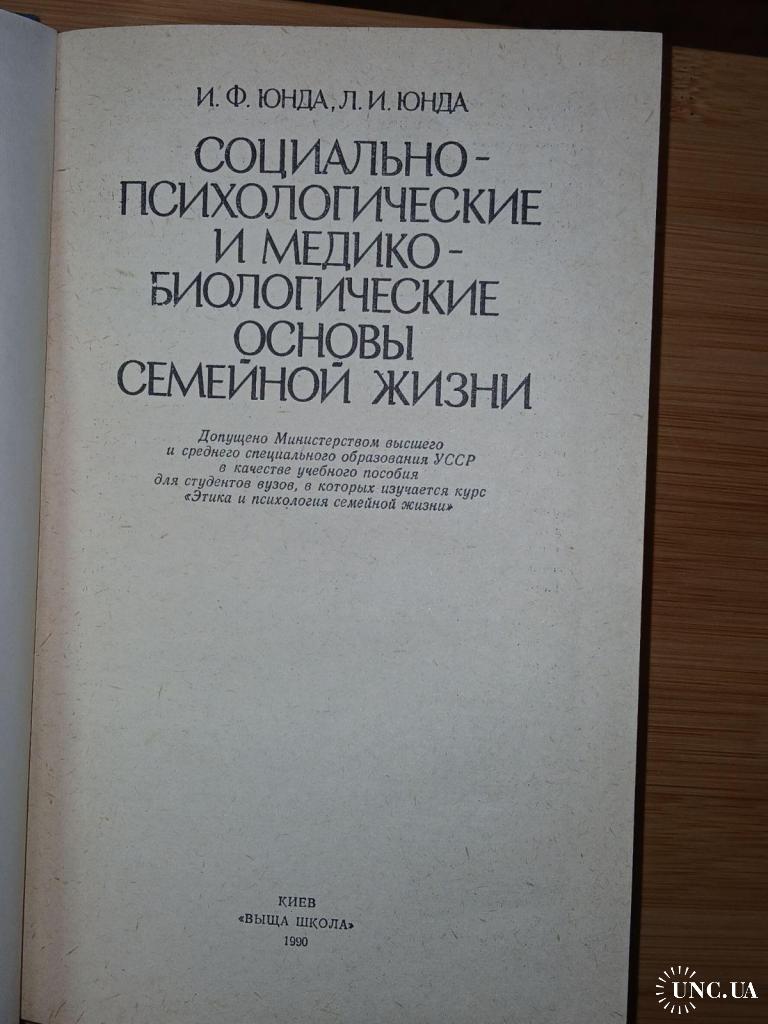 И. Ф. ЮНДА, Л. И. ЮНДА
СОЦИАЛЬНО-
ПСИХОЛОГИЧЕСКИЕ
И МЕДИКО-
БИОЛОГИЧЕСКИЕ
ОСНОВЫ
СЕМЕЙНОЙ ЖИЗНИ
Допущено Министерством высшего
и среднего специального образования УССР
в качестве учебного пособия
для студентов вузов, в которых изучается курс
«Этика и психология семейной жизни»
КИЕВ
«ВЫЩА ШКОЛА»
1990
UNC.UA